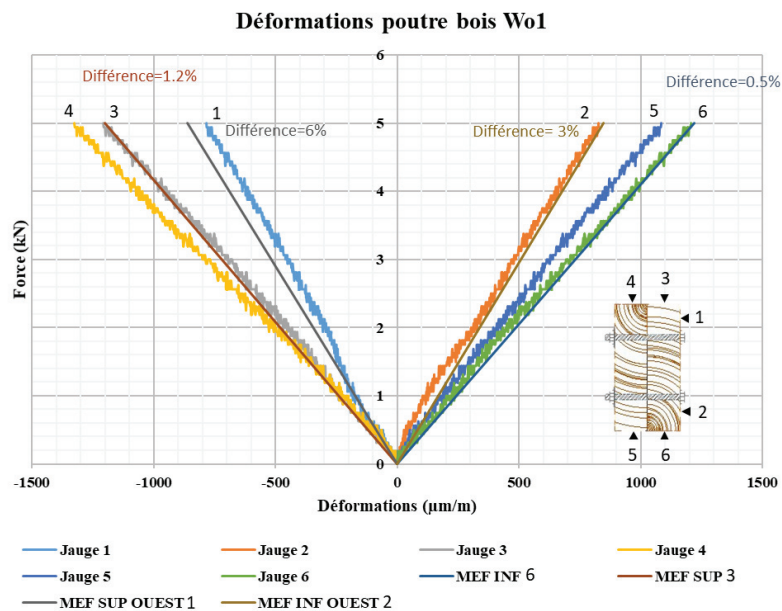 Déformations poutre bois Wo1
6
Différence=1.2%
Différence=0.5%
4 3 1 2 5 6
5
Différence=6%
Différence= 3%
4
3
2
1
0
Force (kN)
4 3
1
2
5 6
-1500 -1000 -500 0 500 1000 1500
Déformations (µm/m)
Jauge 1 Jauge 2 Jauge 3 Jauge 4
Jauge 5 Jauge 6 MEF INF 6 MEF SUP 3
MEF SUP OUEST 1 MEF INF OUEST 2